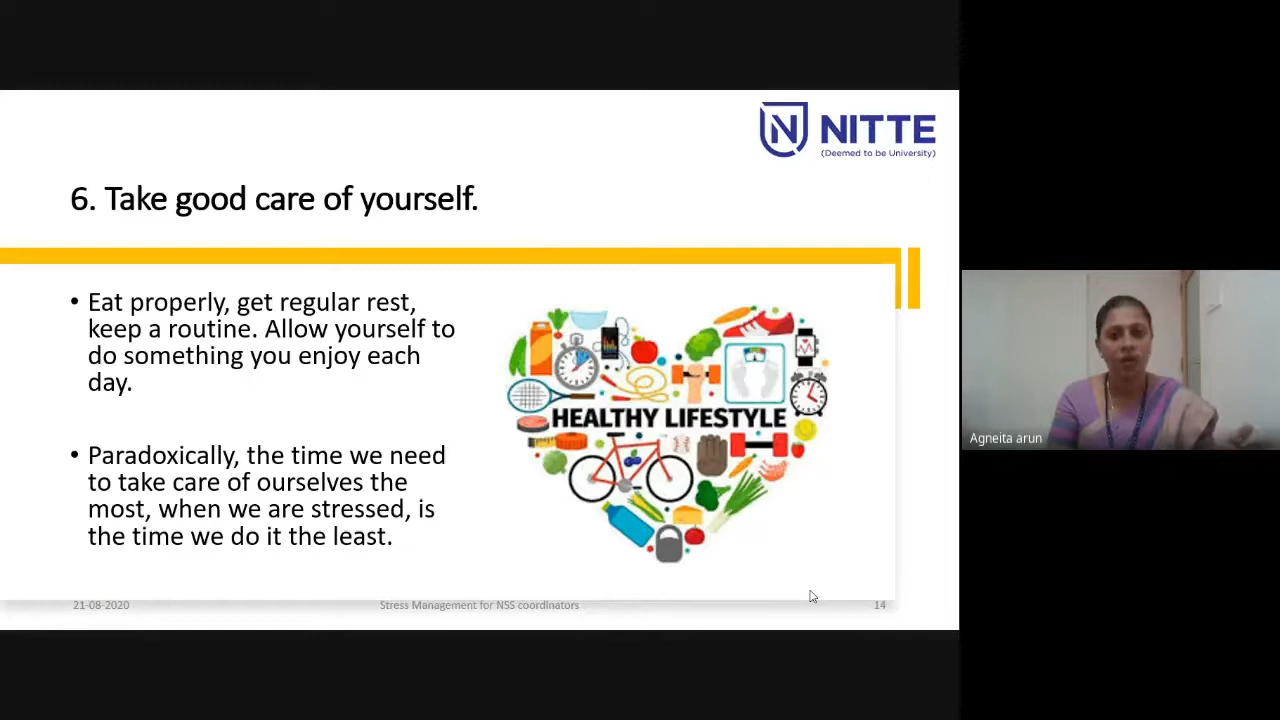 NITTE
(Deemed to be University)
6. Take good care of yourself.
• Eat properly, get regular rest,
keep a routine. Allow yourself to
do something you enjoy each
day.
• Paradoxically, the time we need
to take care of ourselves the
most, when we are stressed, is
the time we do it the least.
HEALTHY LIFESTYLE
21-08-2020
Stress Management for NSS coordinators
14
Agneita arun